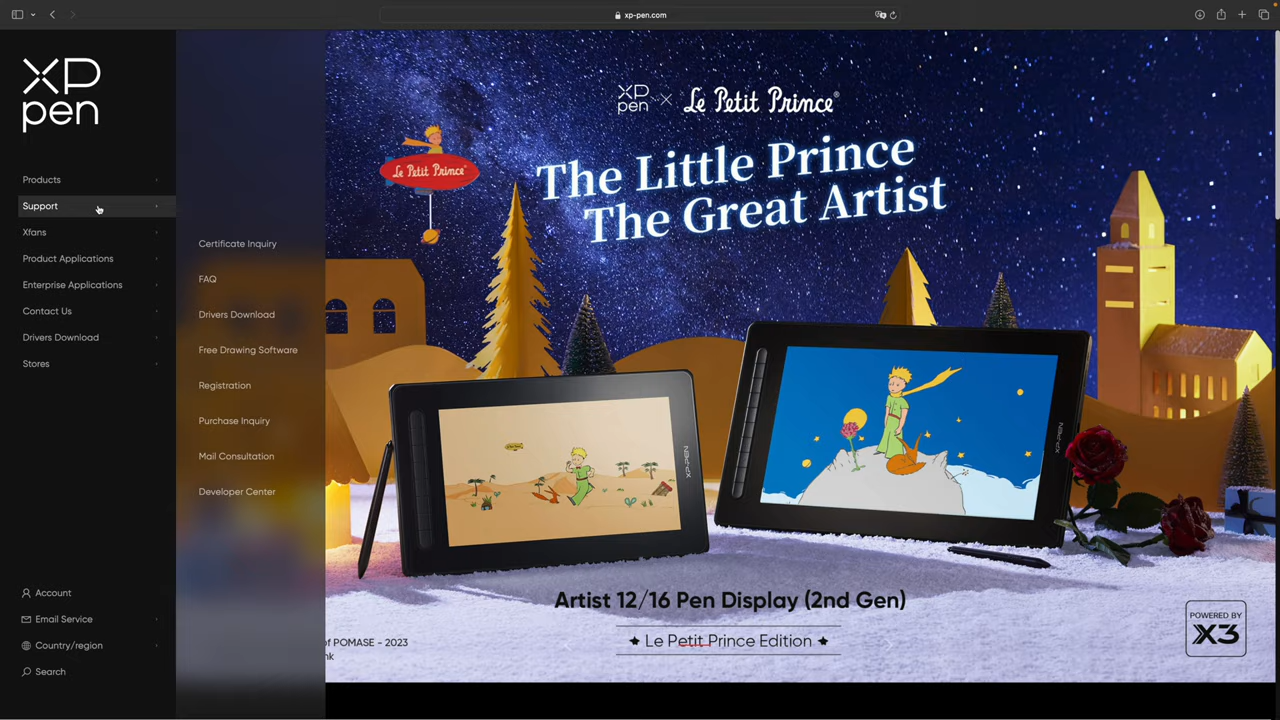 xp-pen.com
XP
pen
Products
Support
Xfans
Product Applications
Enterprise Applications
Contact Us
Drivers Download
Stores
Account
Email Service
Country/region
Search
Certificate Inquiry
FAQ
Drivers Download
Free Drawing Software
Registration
Purchase Inquiry
Mail Consultation
Developer Center
XP
pen × Le Petit Prince®
Le Petit Prince
The Little Prince
The Great Artist
XPPEN
XPPEN
Artist 12/16 Pen Display (2nd Gen)
Le Petit Prince Edition
of POMASE - 2023
nk
POWERED BY
X3